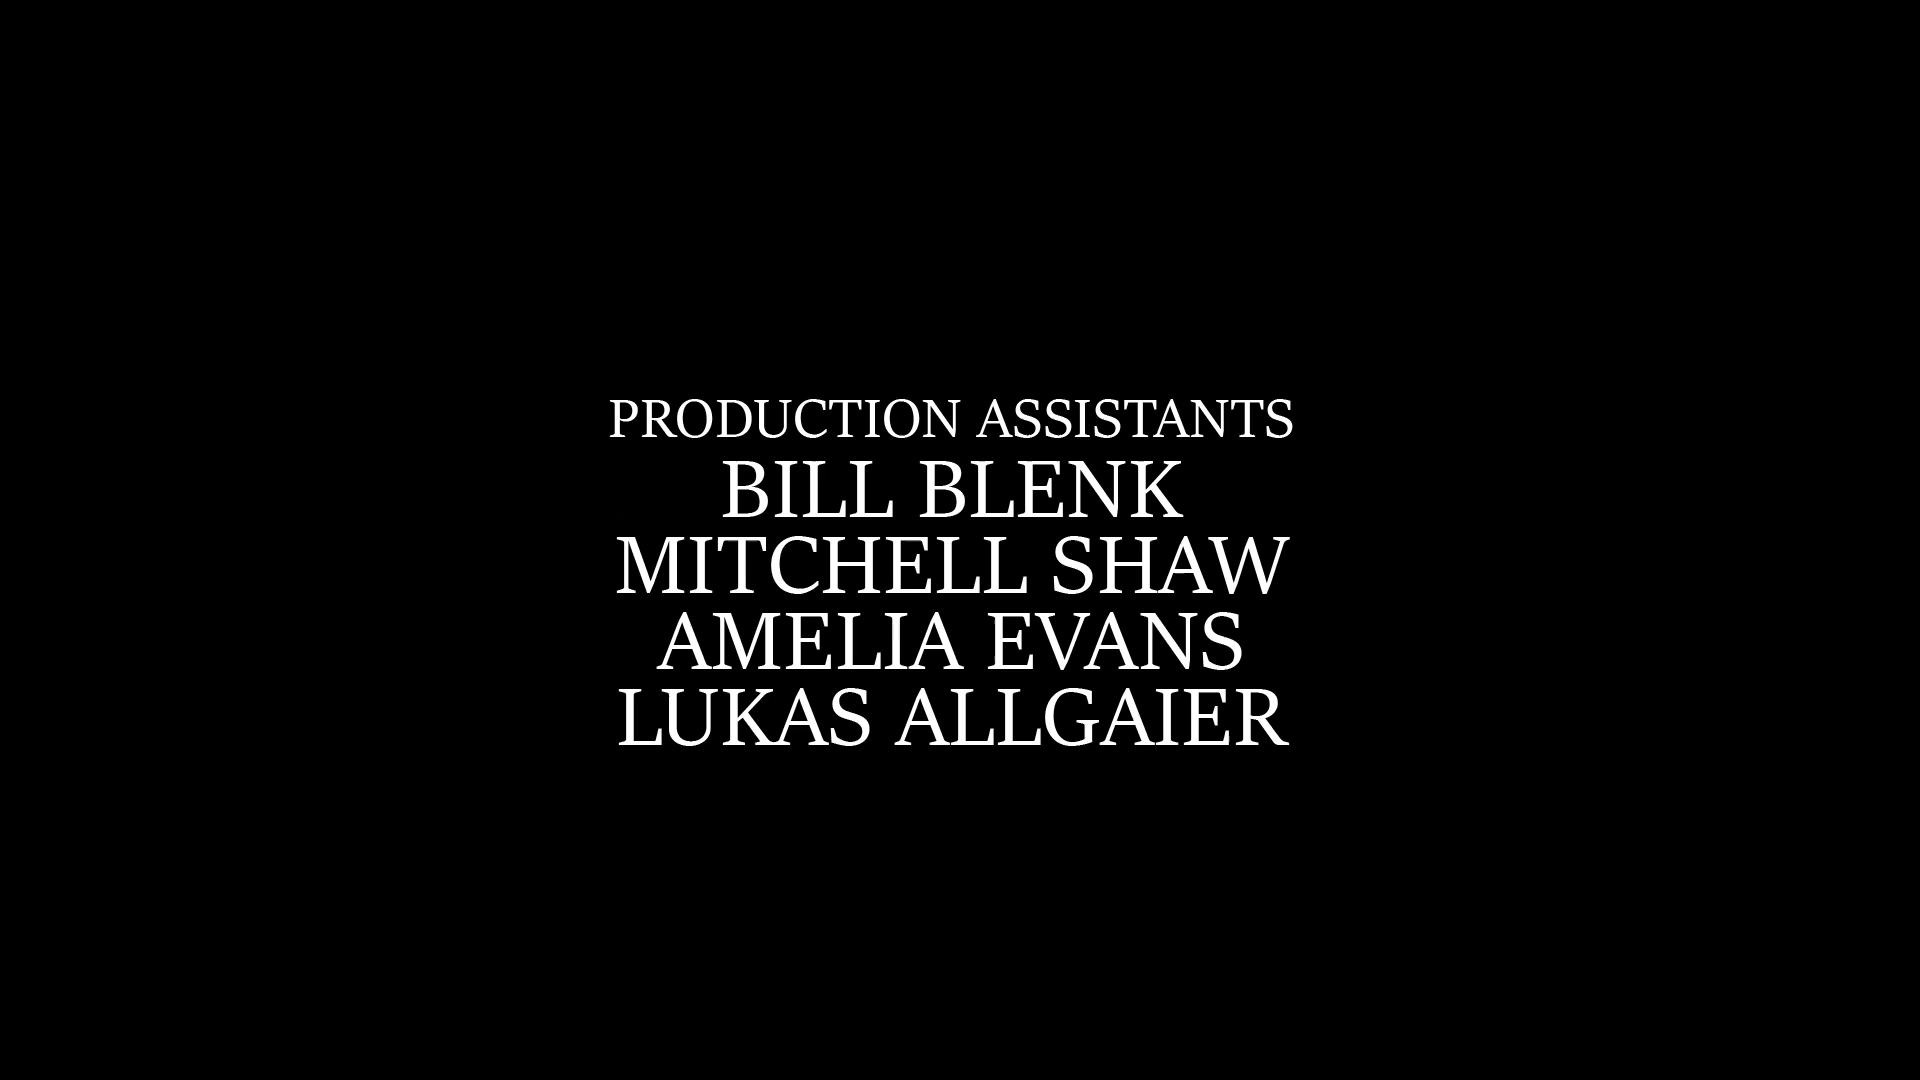 PRODUCTION ASSISTANTS
BILL BLENK
MITCHELL SHAW
AMELIA EVANS
LUKAS ALLGAIER